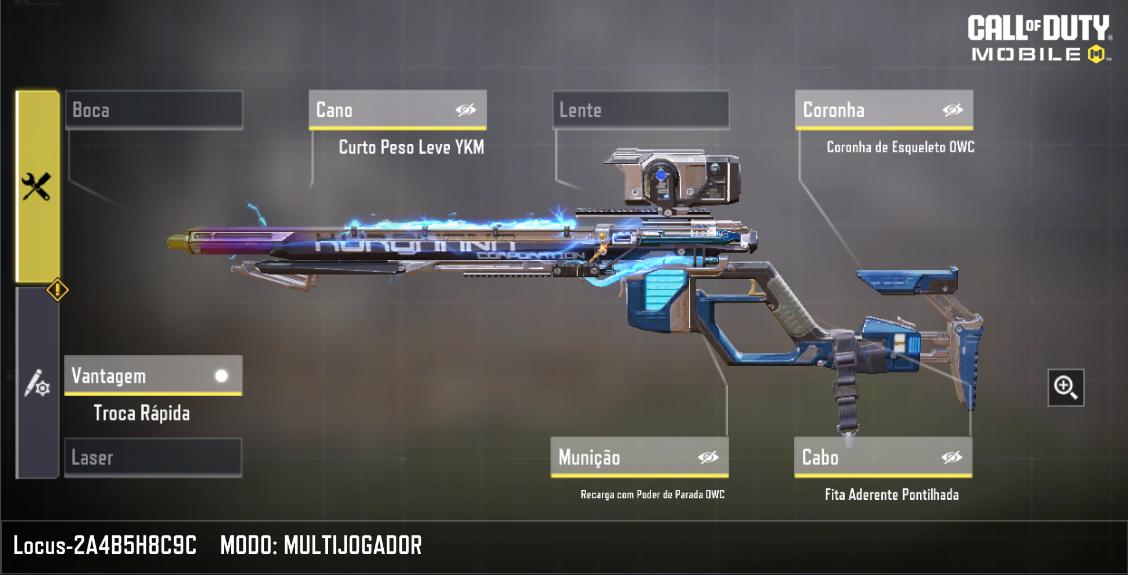 CALL OF DUTY
MOBILE
Boca
Cano
Lente
Coronha
Curto Peso Leve YKM
Coronha de Esqueleto OWC
CORPORATION
Vantagem
Troca Rápida
Laser
Munição
Cabo
Recarga com Poder de Parada OWC
Fita Aderente Pontilhada
Locus-2A4B5H8C9C MODO: MULTIJOGADOR